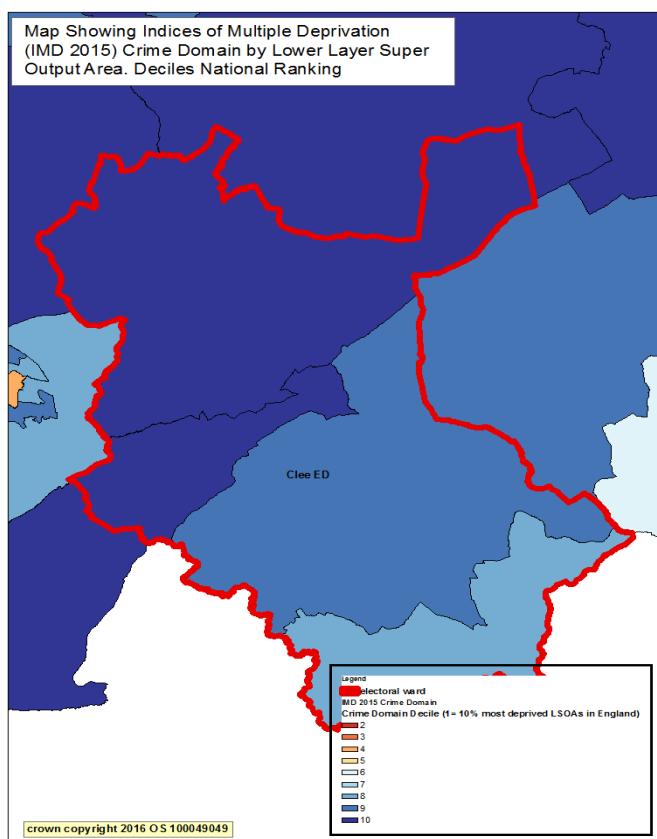 Map Showing Indices of Multiple Deprivation
(IMD 2015) Crime Domain by Lower Layer Super
Output Area. Deciles National Ranking
Clee ED
Legend
electoral ward
IMD 2015 Crime Domain
Crime Domain Decile (1= 10% most deprived LSOAs in England)
2
3
4
5
6
7
8
9
10
crown copyright 2016 OS 100049049